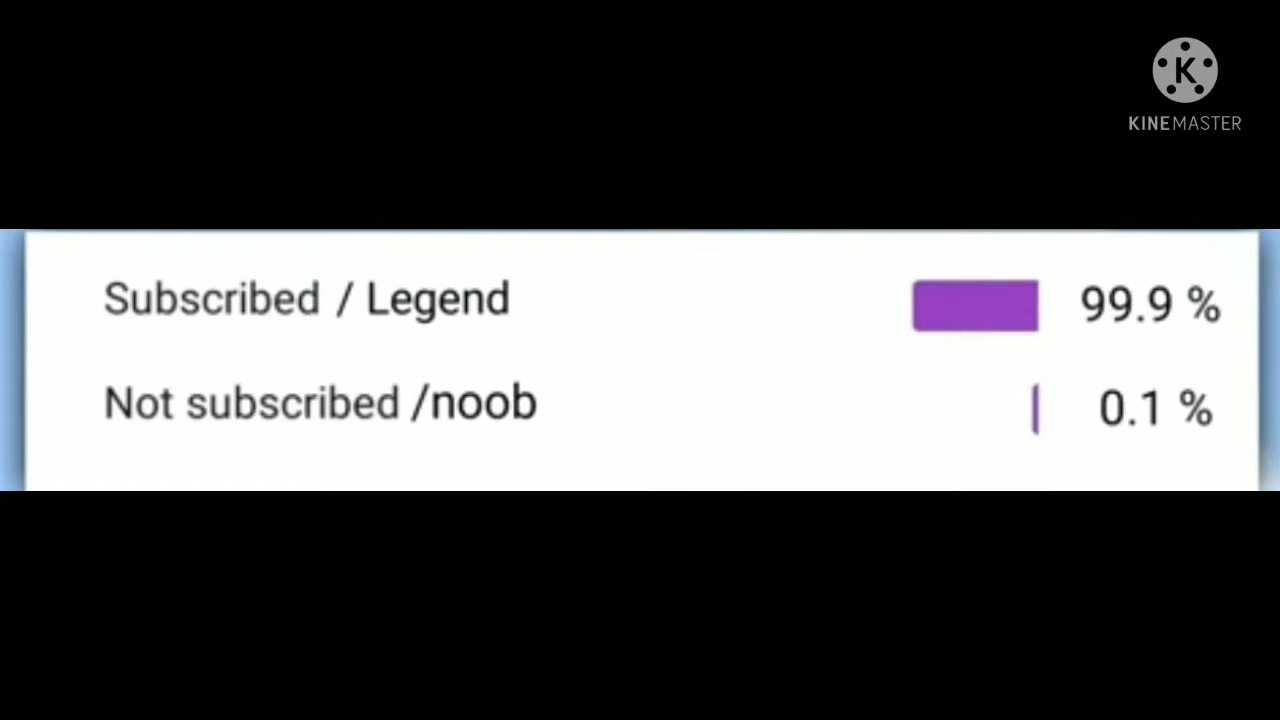 K
KINEMASTER
Subscribed / Legend 99.9 %
Not subscribed /noob 0.1 %